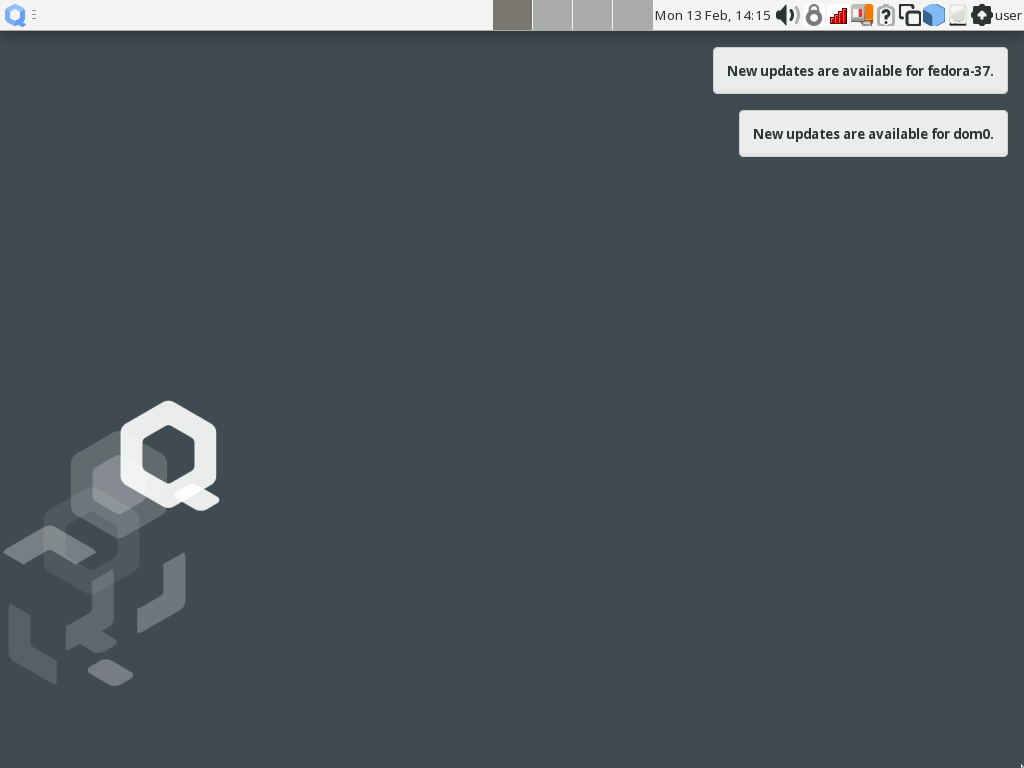 Mon 13 Feb, 14:15
user
New updates are available for fedora-37.
New updates are available for dom0.